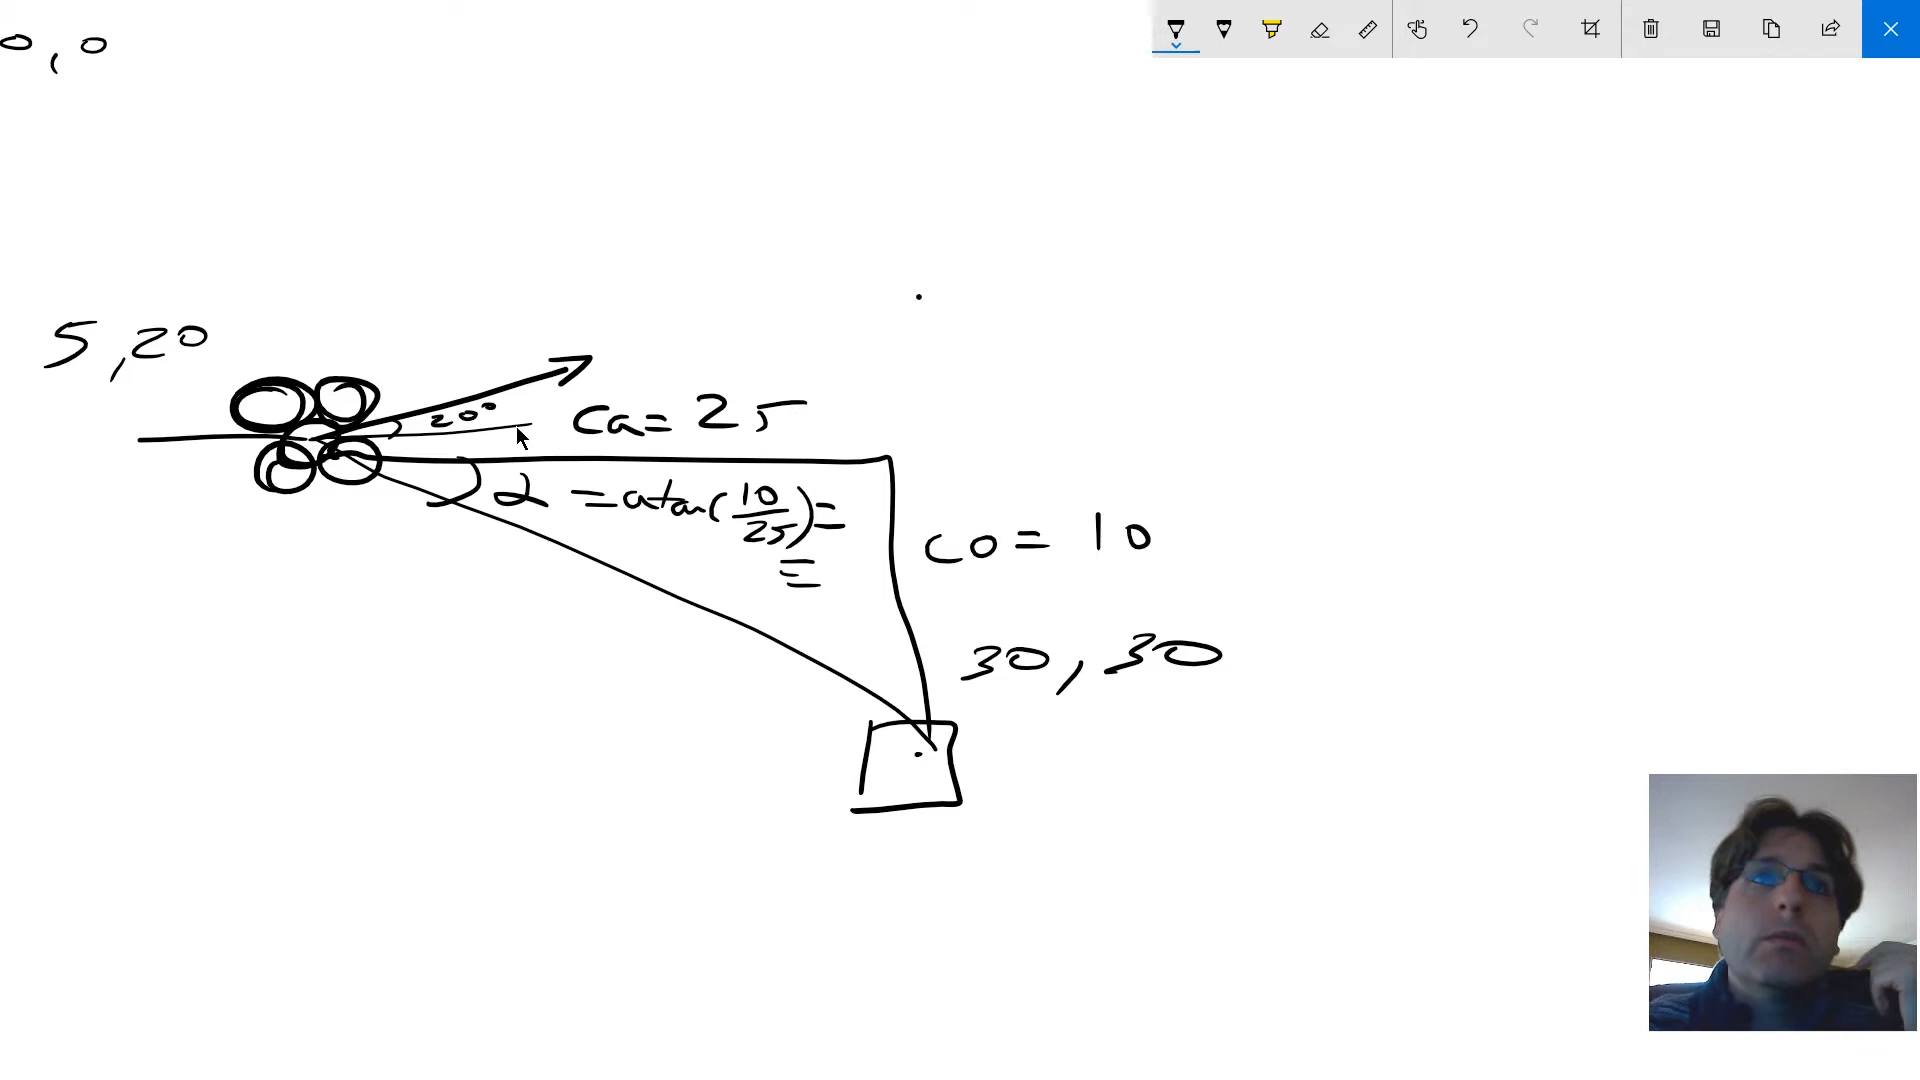 0,0
5,20
20°
ca= 25
α =atan(10/25)=
=
co= 10
30,30